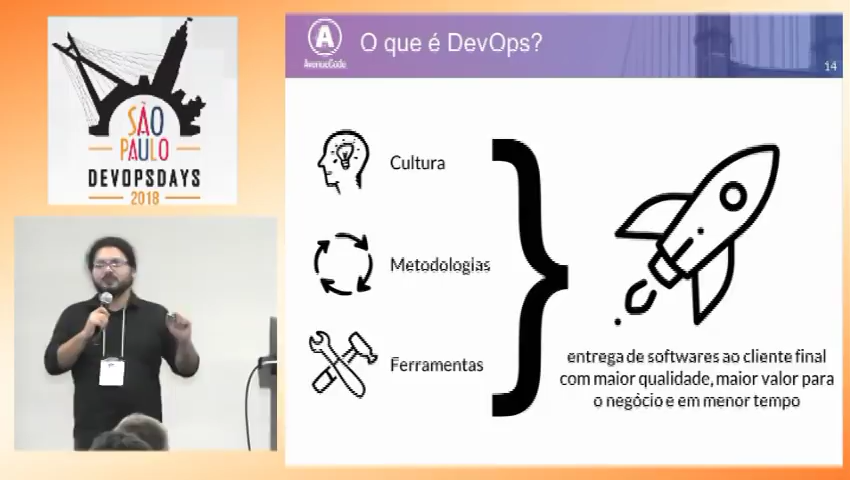 SÃO
PAULO
DEVOPSDAYS
2018
A
AvenueCode
O que é DevOps?
14
Cultura
Metodologias
Ferramentas
entrega de softwares ao cliente final
com maior qualidade, maior valor para
o negócio e em menor tempo